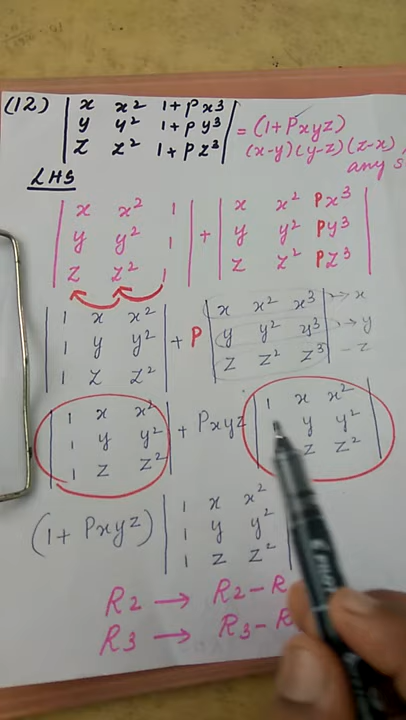 (12) | x x² 1+Px³ |
| y y² 1+Py³ | = (1+Pxyz)
| z z² 1+Pz³ | (x-y)(y-z)(z-x)
any
LHS
| x x² 1 | + | x x² Px³ |
| y y² 1 | | y y² Py³ |
| z z² 1 | | z z² Pz³ |
| 1 x x² | + P | x x² x³ | → x
| 1 y y² | | y y² y³ | → y
| 1 z z² | | z z² z³ | – z
| 1 x x² | + Pxyz | 1 x x² |
| 1 y y² | | y y² |
| 1 z z² | | z z² |
(1+Pxyz) | 1 x x² |
| 1 y y² |
| 1 z z² |
R2 → R2-R
R3 → R3-R